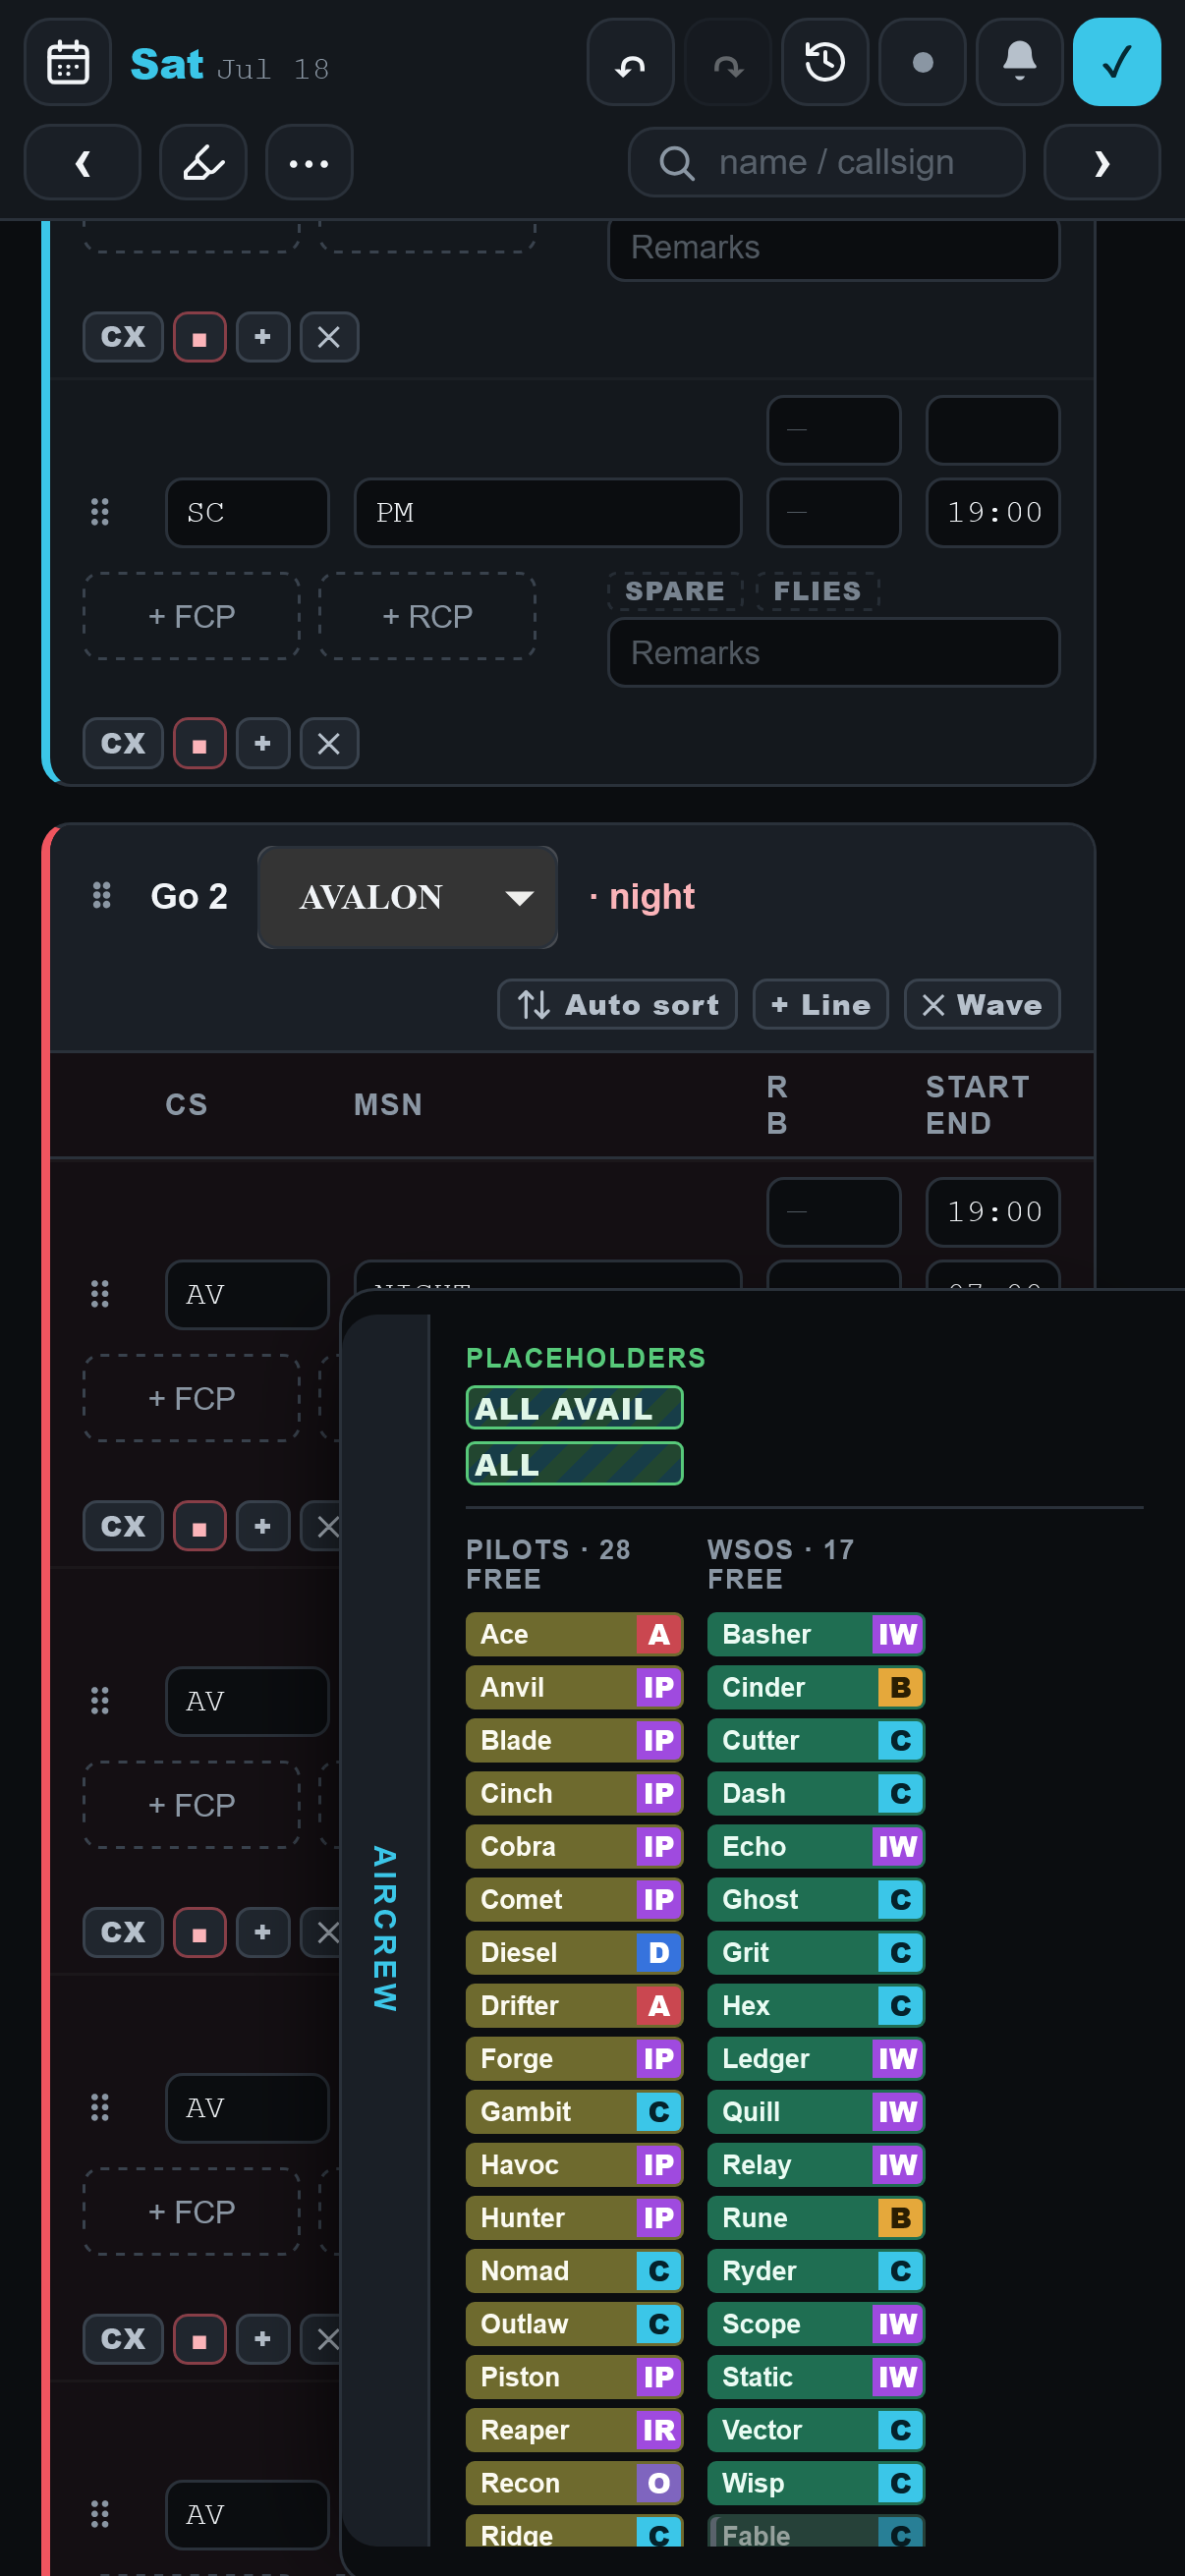 Sat Jul 18
name / callsign
Remarks
CX
SC PM 19:00
+ FCP + RCP SPARE FLIES
Remarks
CX
Go 2 AVALON · night
Auto sort + Line Wave
CS MSN R START
B END
19:00
AV
+ FCP
CX
AV
+ FCP
CX
AV
+ FCP
CX
AV
AIRCREW
PLACEHOLDERS
ALL AVAIL
ALL
PILOTS · 28 WSOS · 17
FREE FREE
Ace A Basher IW
Anvil IP Cinder B
Blade IP Cutter C
Cinch IP Dash C
Cobra IP Echo IW
Comet IP Ghost C
Diesel D Grit C
Drifter A Hex C
Forge IP Ledger IW
Gambit C Quill IW
Havoc IP Relay IW
Hunter IP Rune B
Nomad C Ryder C
Outlaw C Scope IW
Piston IP Static IW
Reaper IR Vector C
Recon O Wisp C
Ridge C Fable C